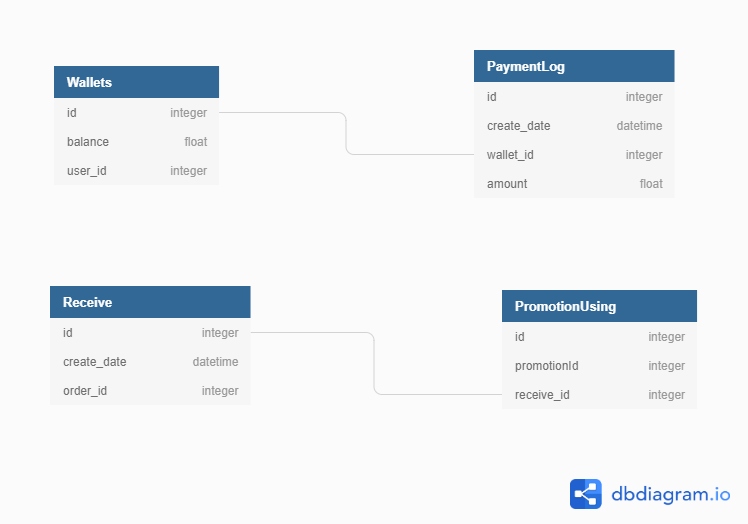 Wallets
id integer
balance float
user_id integer
PaymentLog
id integer
create_date datetime
wallet_id integer
amount float
Receive
id integer
create_date datetime
order_id integer
PromotionUsing
id integer
promotionId integer
receive_id integer
dbdiagram.io